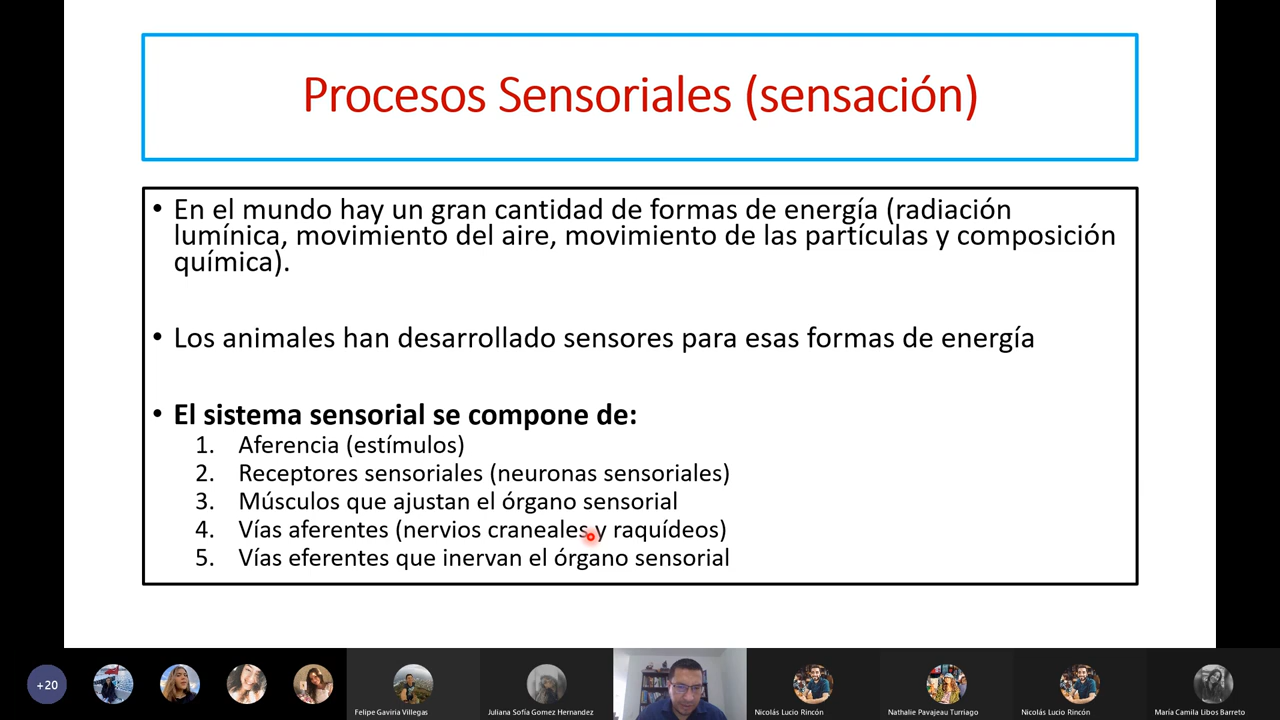 Procesos Sensoriales (sensación)
• En el mundo hay un gran cantidad de formas de energía (radiación
lumínica, movimiento del aire, movimiento de las partículas y composición
química).
• Los animales han desarrollado sensores para esas formas de energía
• El sistema sensorial se compone de:
1. Aferencia (estímulos)
2. Receptores sensoriales (neuronas sensoriales)
3. Músculos que ajustan el órgano sensorial
4. Vías aferentes (nervios craneales y raquídeos)
5. Vías eferentes que inervan el órgano sensorial
+20
Felipe Gaviria Villegas
Juliana Sofía Gomez Hernandez
Nicolás Lucio Rincón
Nathalie Pavajeau Turriago
Nicolás Lucio Rincón
María Camila Libos Barreto